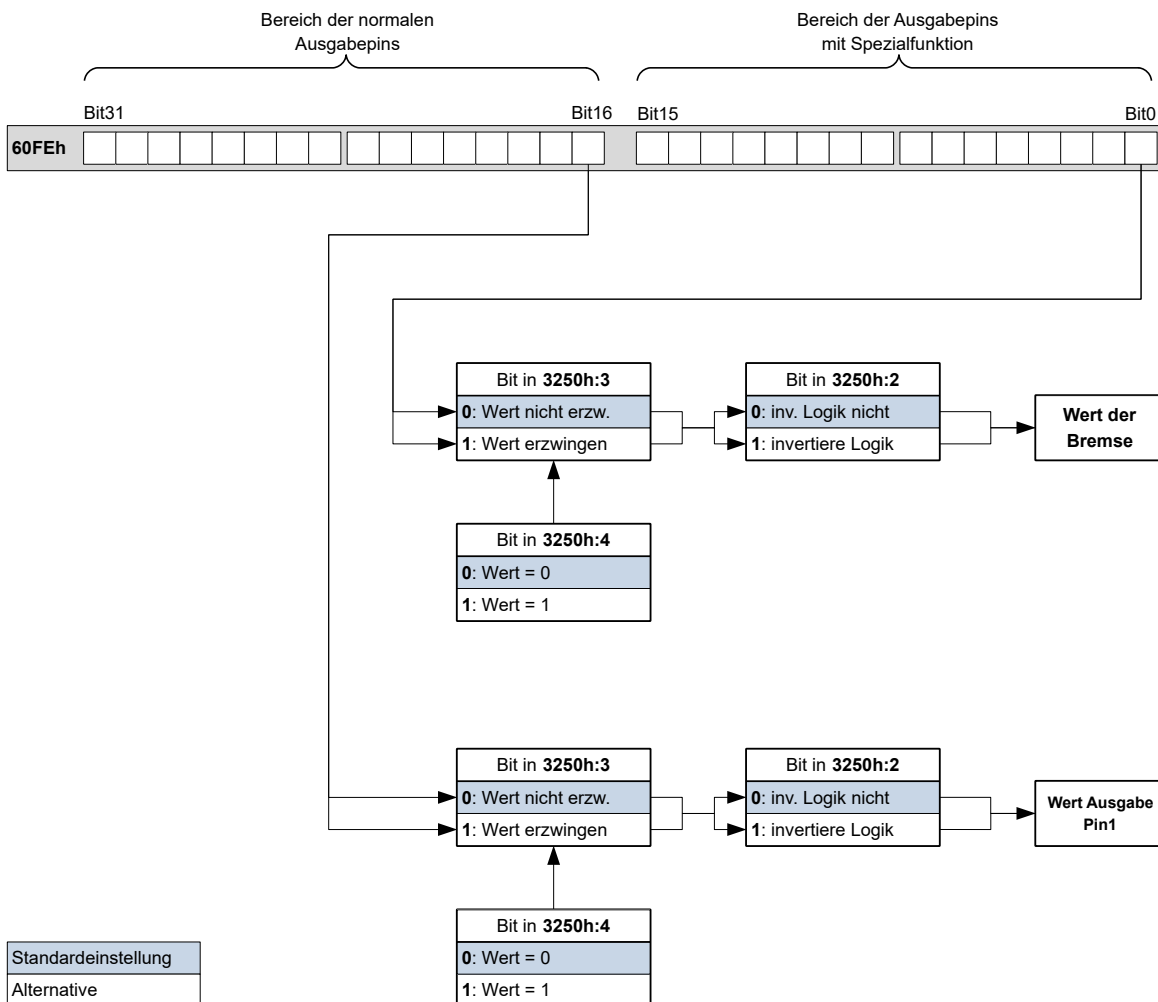 Bereich der normalen
Ausgabepins
Bereich der Ausgabepins
mit Spezialfunktion
Bit31
Bit16
Bit15
Bit0
60FEh
Bit in 3250h:3
0: Wert nicht erzw.
1: Wert erzwingen
Bit in 3250h:2
0: inv. Logik nicht
1: invertiere Logik
Wert der
Bremse
Bit in 3250h:4
0: Wert = 0
1: Wert = 1
Bit in 3250h:3
0: Wert nicht erzw.
1: Wert erzwingen
Bit in 3250h:2
0: inv. Logik nicht
1: invertiere Logik
Wert Ausgabe
Pin1
Bit in 3250h:4
0: Wert = 0
1: Wert = 1
Standardeinstellung
Alternative